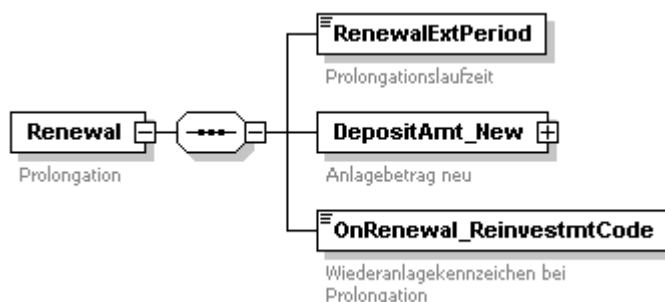 RenewalExtPeriod
Prolongationslaufzeit
Renewal
Prolongation
DepositAmt_New
Anlagebetrag neu
OnRenewal_ReinvestmtCode
Wiederanlagekennzeichen bei
Prolongation